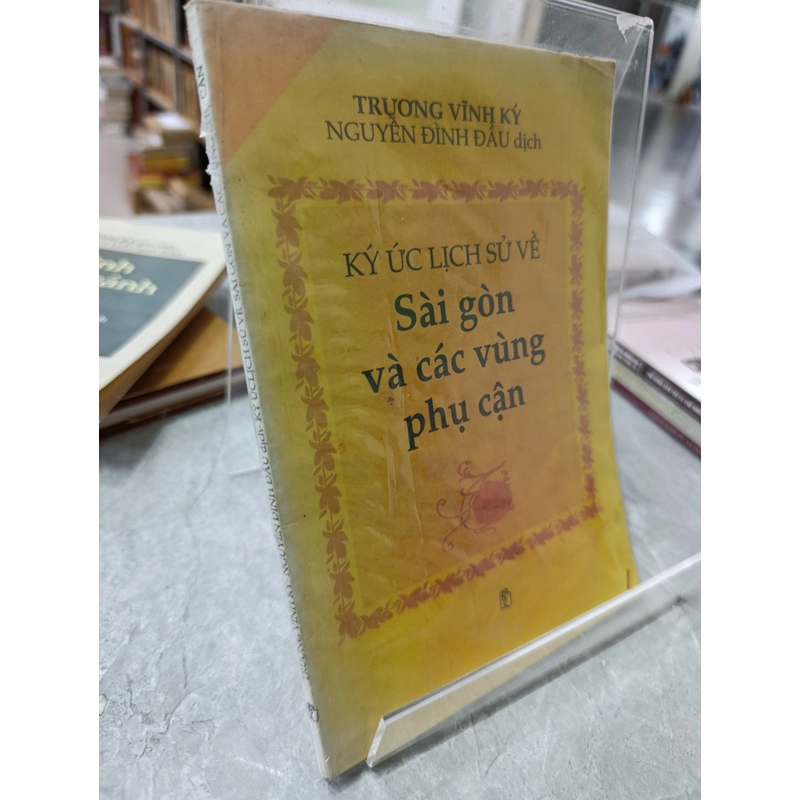 TRƯƠNG VĨNH KÝ
NGUYỄN ĐÌNH ĐẦU dịch
KÝ ỨC LỊCH SỬ VỀ
Sài gòn
và các vùng
phụ cận